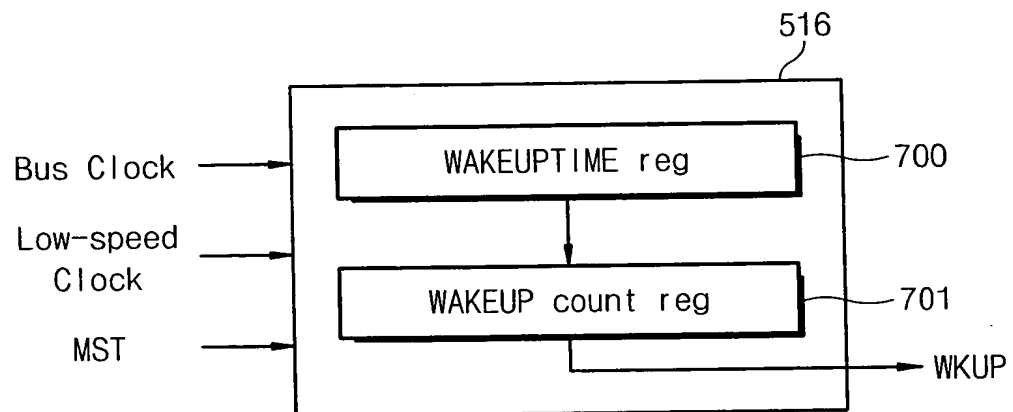 516
WAKEUPTIME reg
700
Bus Clock
Low-speed
Clock
WAKEUP count reg
701
MST
WKUP